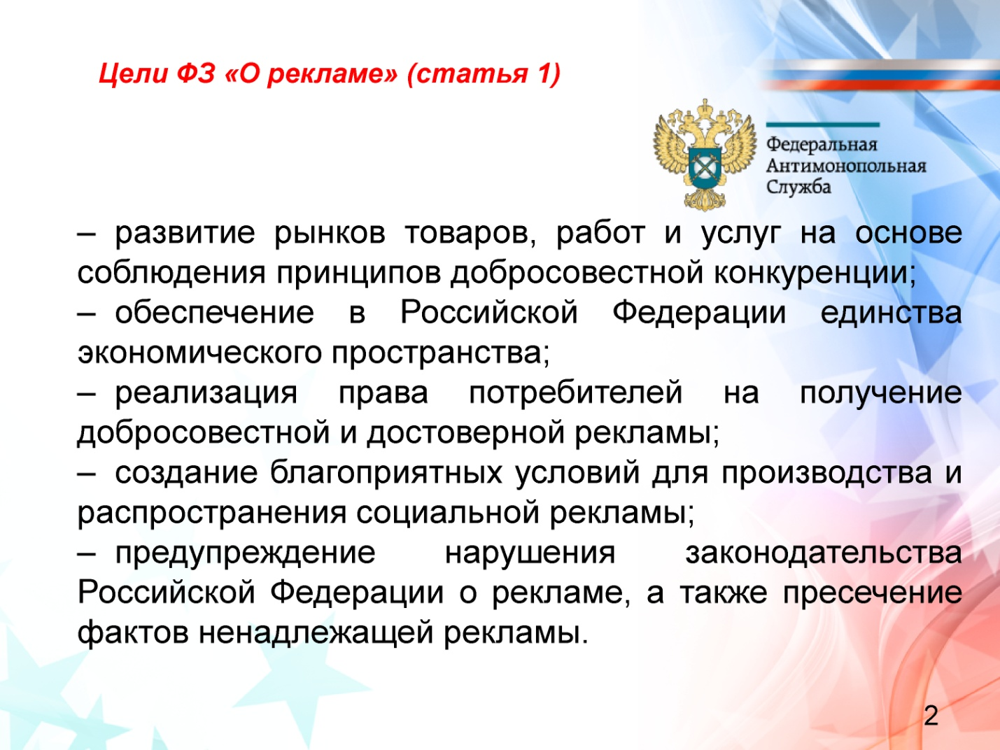 Цели ФЗ «О рекламе» (статья 1)
Федеральная
Антимонопольная
Служба
– развитие рынков товаров, работ и услуг на основе
соблюдения принципов добросовестной конкуренции;
– обеспечение в Российской Федерации единства
экономического пространства;
– реализация права потребителей на получение
добросовестной и достоверной рекламы;
– создание благоприятных условий для производства и
распространения социальной рекламы;
– предупреждение нарушения законодательства
Российской Федерации о рекламе, а также пресечение
фактов ненадлежащей рекламы.
2